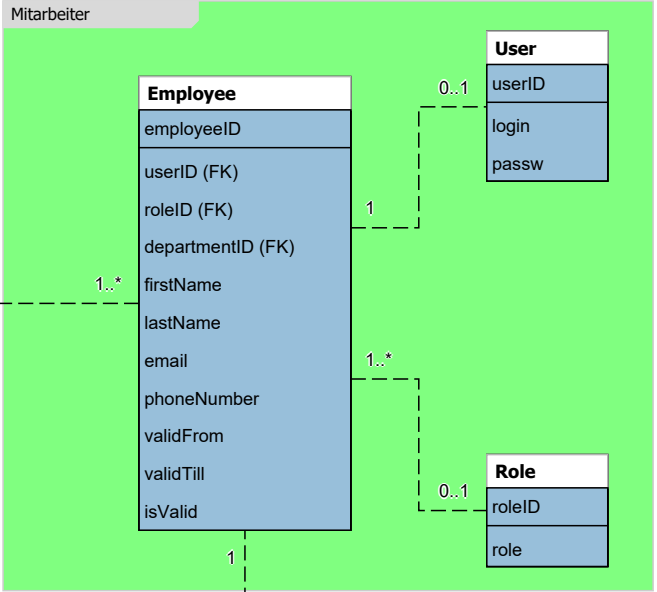 Mitarbeiter
User
userID
login
passw
0..1
Employee
employeeID
userID (FK)
roleID (FK)
departmentID (FK)
firstName
lastName
email
phoneNumber
validFrom
validTill
isValid
1
1..*
1..*
0..1
Role
roleID
role
1